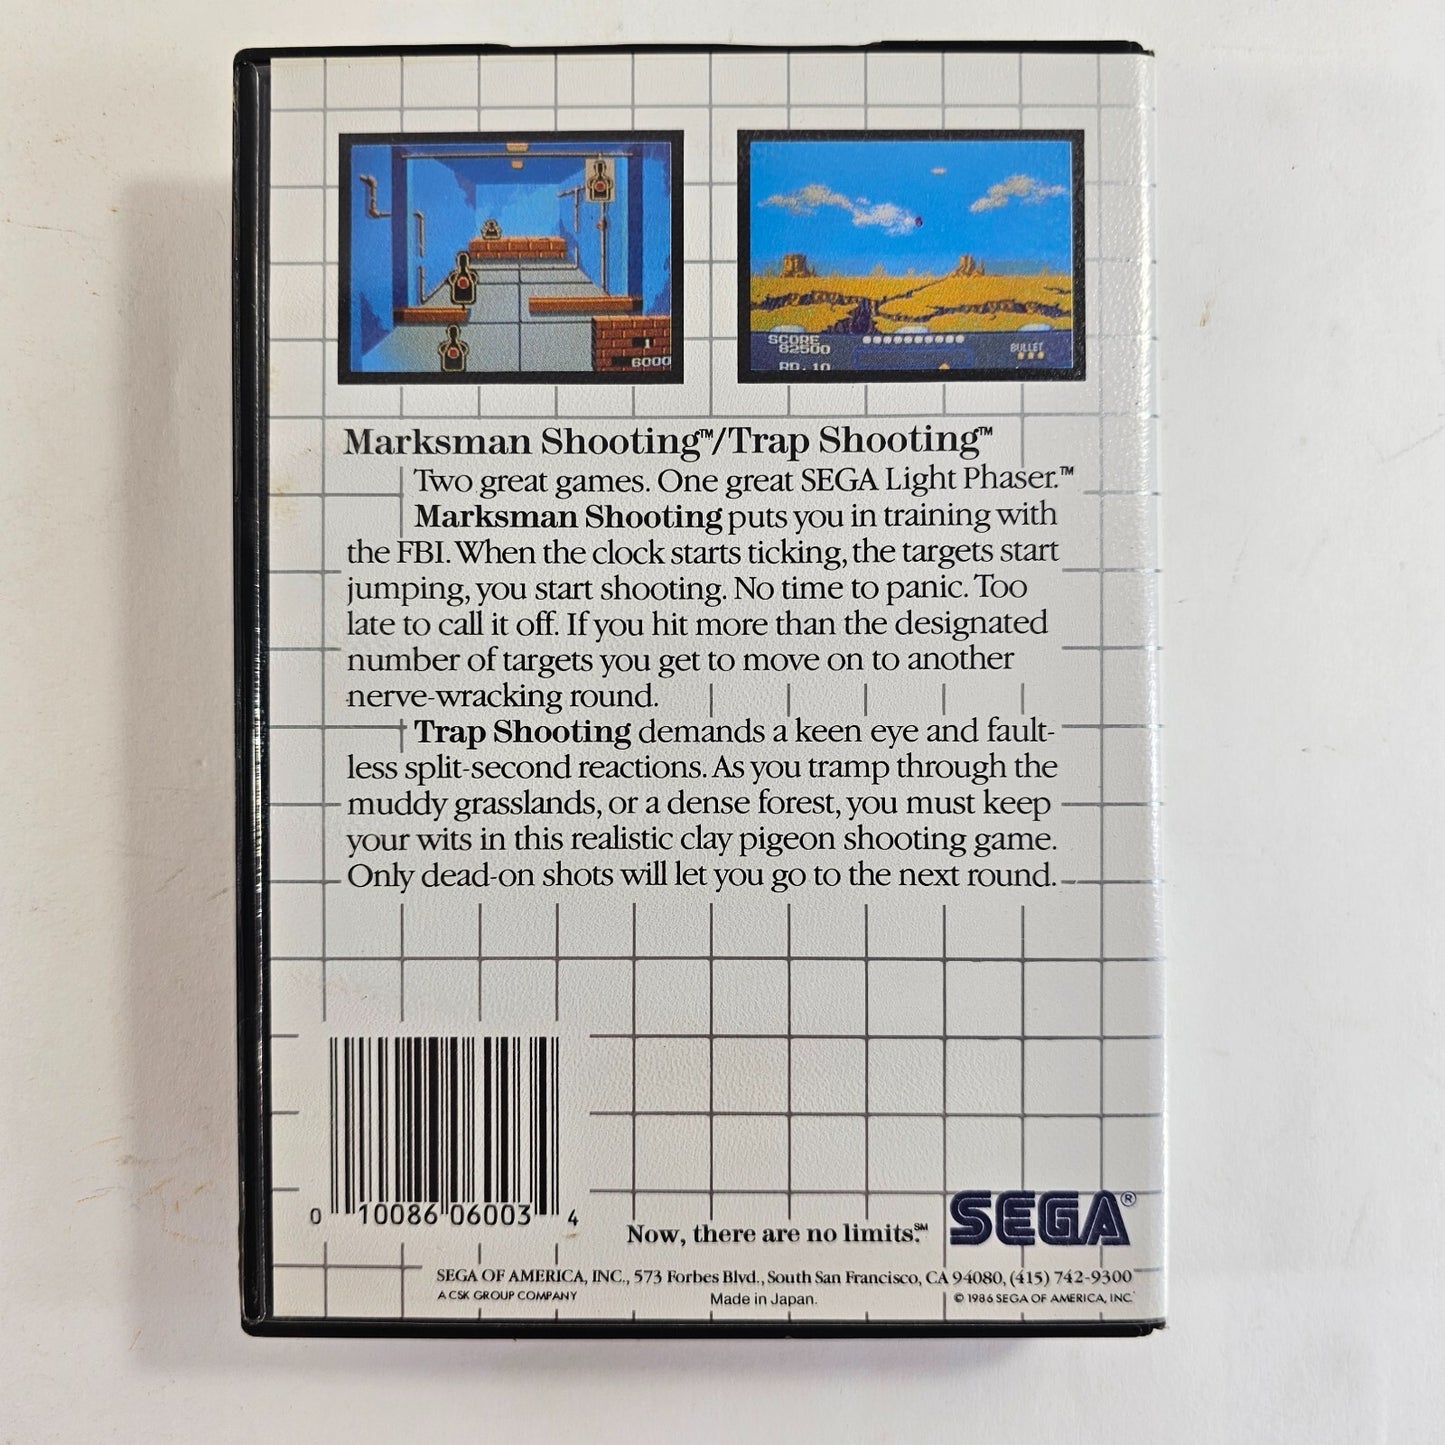 1
6000
SCORE
82500
RD. 10
BULLET
Marksman Shooting™/Trap Shooting™
Two great games. One great SEGA Light Phaser.™
Marksman Shooting puts you in training with
the FBI. When the clock starts ticking, the targets start
jumping, you start shooting. No time to panic. Too
late to call it off. If you hit more than the designated
number of targets you get to move on to another
nerve-wracking round.
Trap Shooting demands a keen eye and fault-
less split-second reactions. As you tramp through the
muddy grasslands, or a dense forest, you must keep
your wits in this realistic clay pigeon shooting game.
Only dead-on shots will let you go to the next round.
0 10086 06003 4
Now, there are no limits.℠
SEGA®
SEGA OF AMERICA, INC., 573 Forbes Blvd., South San Francisco, CA 94080, (415) 742-9300
A CSK GROUP COMPANY
Made in Japan.
© 1986 SEGA OF AMERICA, INC.